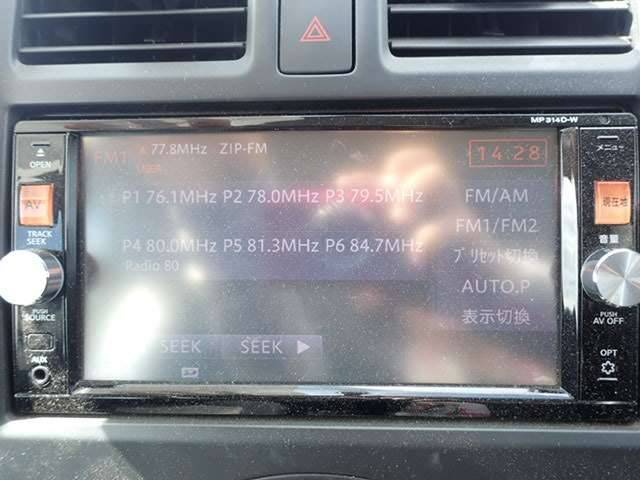 MP314D-W
OPEN
AV
TRACK
SEEK
PUSH
SOURCE
AUX
FM1 77.8MHz ZIP-FM
USER
14:28
P1 76.1MHz P2 78.0MHz P3 79.5MHz
P4 80.0MHz P5 81.3MHz P6 84.7MHz
Radio 80
SEEK SEEK ▶
FM/AM
FM1/FM2
プリセット切換
AUTO.P
表示切換
メニュー
現在地
音量
PUSH
AV OFF
OPT